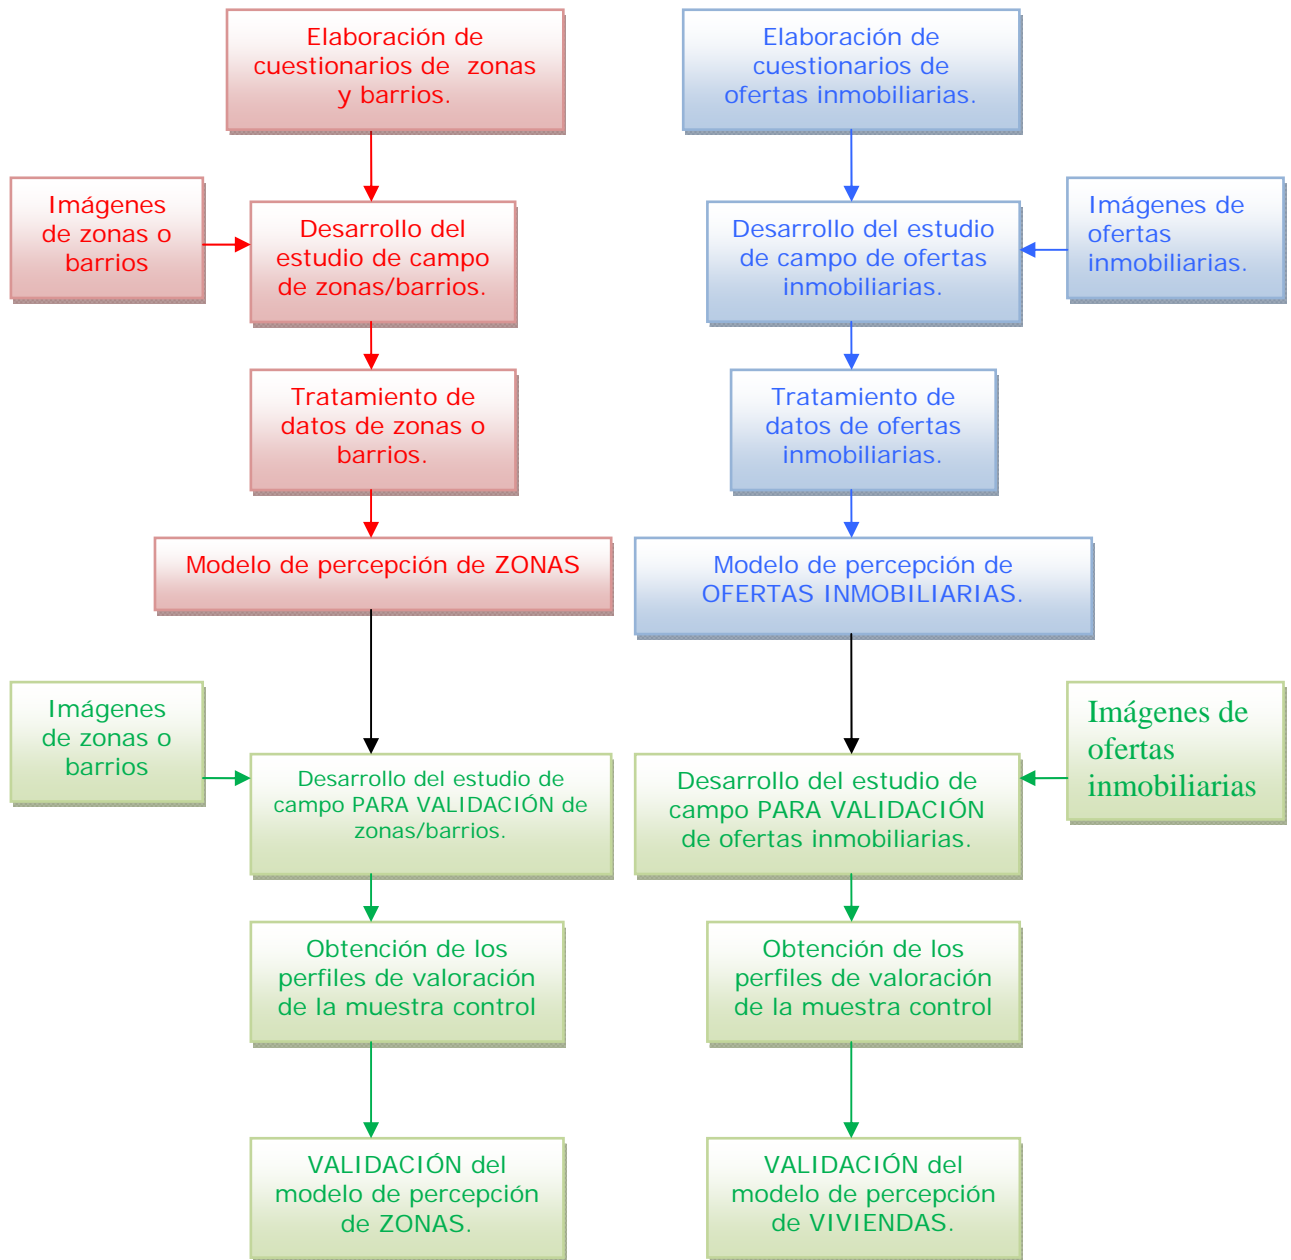 Elaboración de
cuestionarios de zonas
y barrios.
Elaboración de
cuestionarios de
ofertas inmobiliarias.
Imágenes
de zonas o
barrios
Desarrollo del
estudio de campo
de zonas/barrios.
Desarrollo del estudio
de campo de ofertas
inmobiliarias.
Imágenes de
ofertas
inmobiliarias.
Tratamiento de
datos de zonas o
barrios.
Tratamiento de
datos de ofertas
inmobiliarias.
Modelo de percepción de ZONAS
Modelo de percepción de
OFERTAS INMOBILIARIAS.
Imágenes
de zonas o
barrios
Desarrollo del estudio de
campo PARA VALIDACIÓN de
zonas/barrios.
Desarrollo del estudio de
campo PARA VALIDACIÓN
de ofertas inmobiliarias.
Imágenes de
ofertas
inmobiliarias
Obtención de los
perfiles de valoración
de la muestra control
Obtención de los
perfiles de valoración
de la muestra control
VALIDACIÓN del
modelo de percepción
de ZONAS.
VALIDACIÓN del
modelo de percepción
de VIVIENDAS.